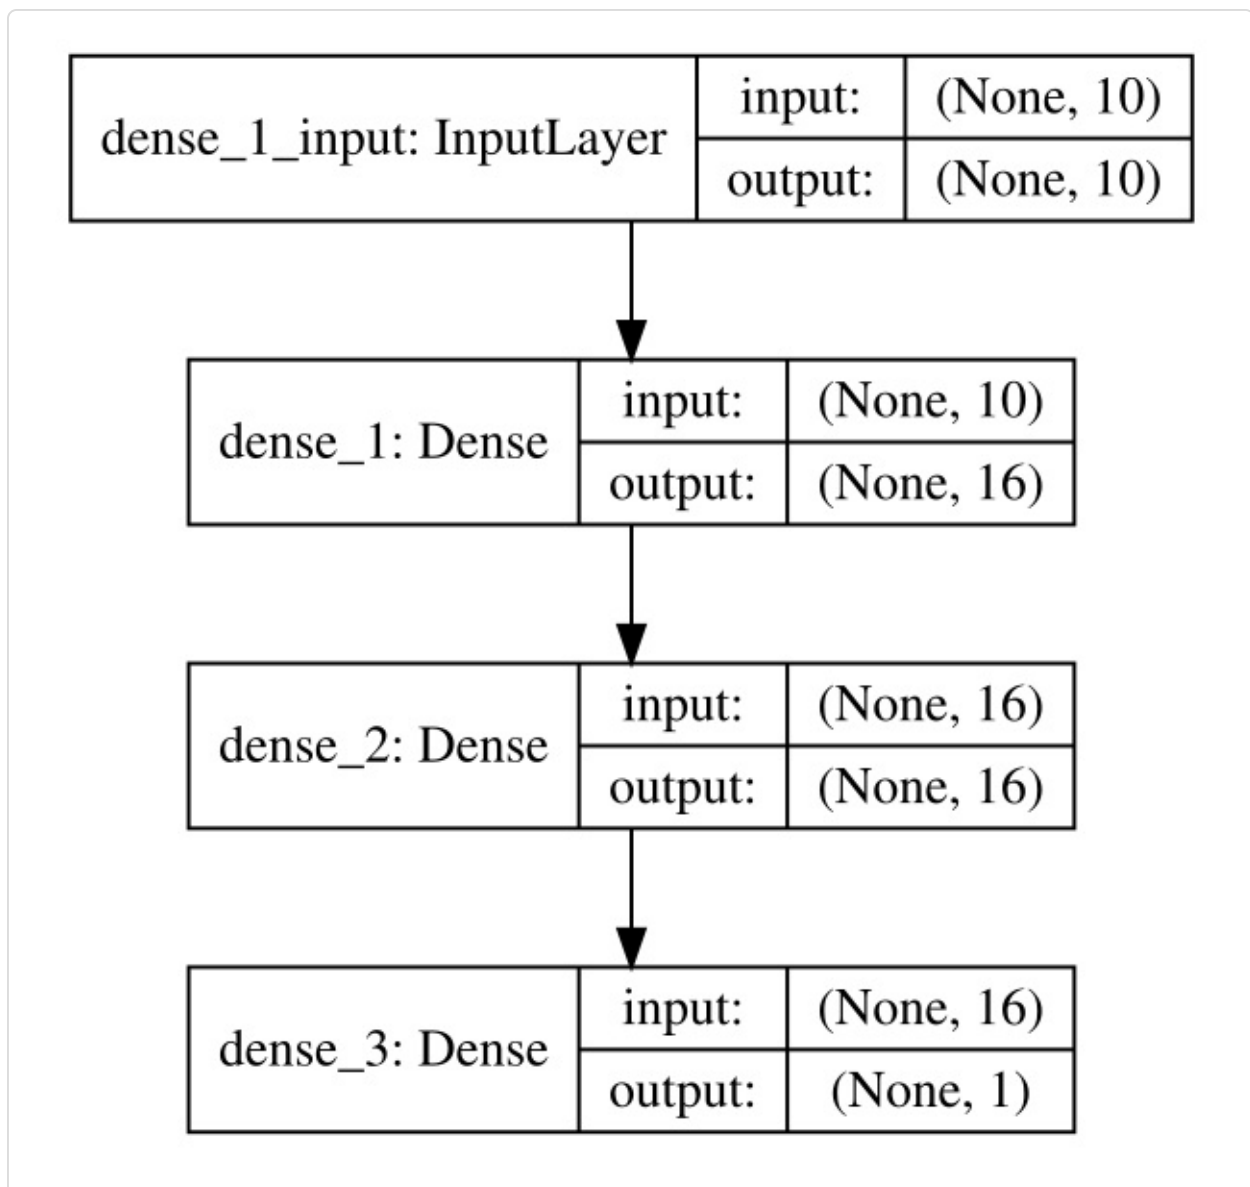 dense_1_input: InputLayer
input:
(None, 10)
output:
(None, 10)
dense_1: Dense
input:
(None, 10)
output:
(None, 16)
dense_2: Dense
input:
(None, 16)
output:
(None, 16)
dense_3: Dense
input:
(None, 16)
output:
(None, 1)